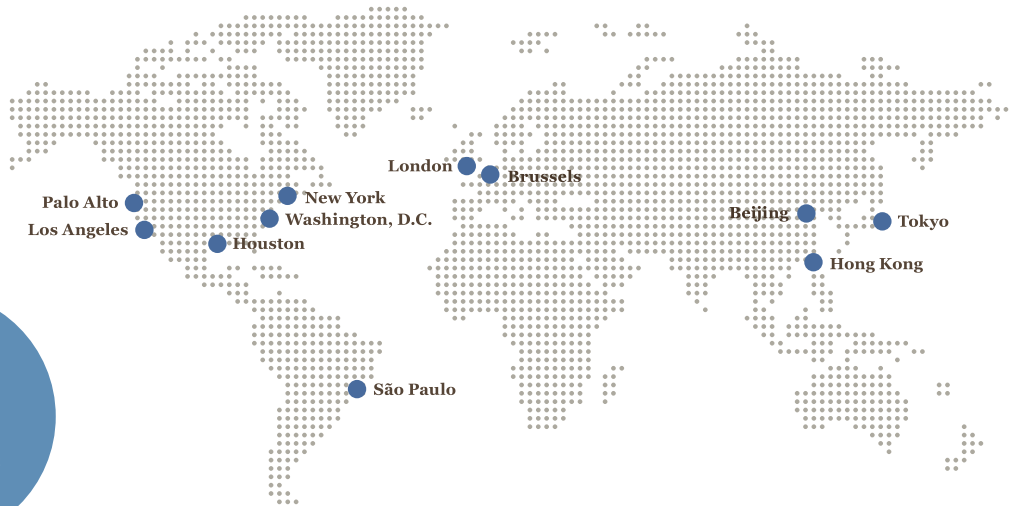 London
Brussels
Palo Alto
New York
Washington, D.C.
Los Angeles
Houston
Beijing
Tokyo
Hong Kong
São Paulo